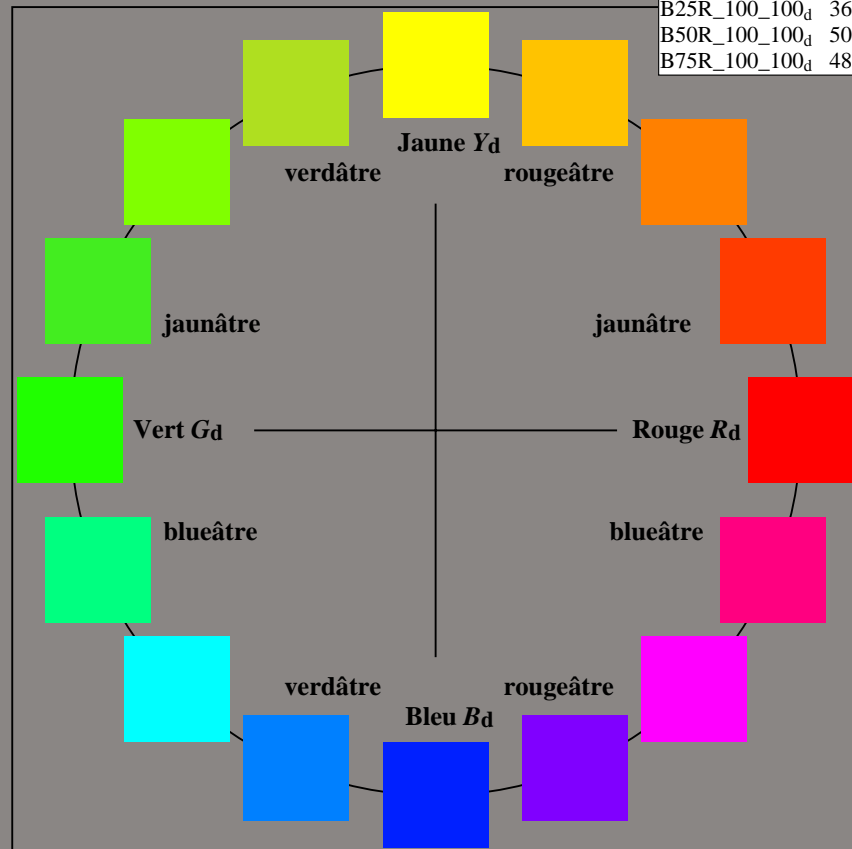 B25R_100_100d 36
B50R_100_100d 50
B75R_100_100d 48
Jaune Yd
verdâtre rougeâtre
jaunâtre jaunâtre
Vert Gd Rouge Rd
blueâtre blueâtre
verdâtre rougeâtre
Bleu Bd